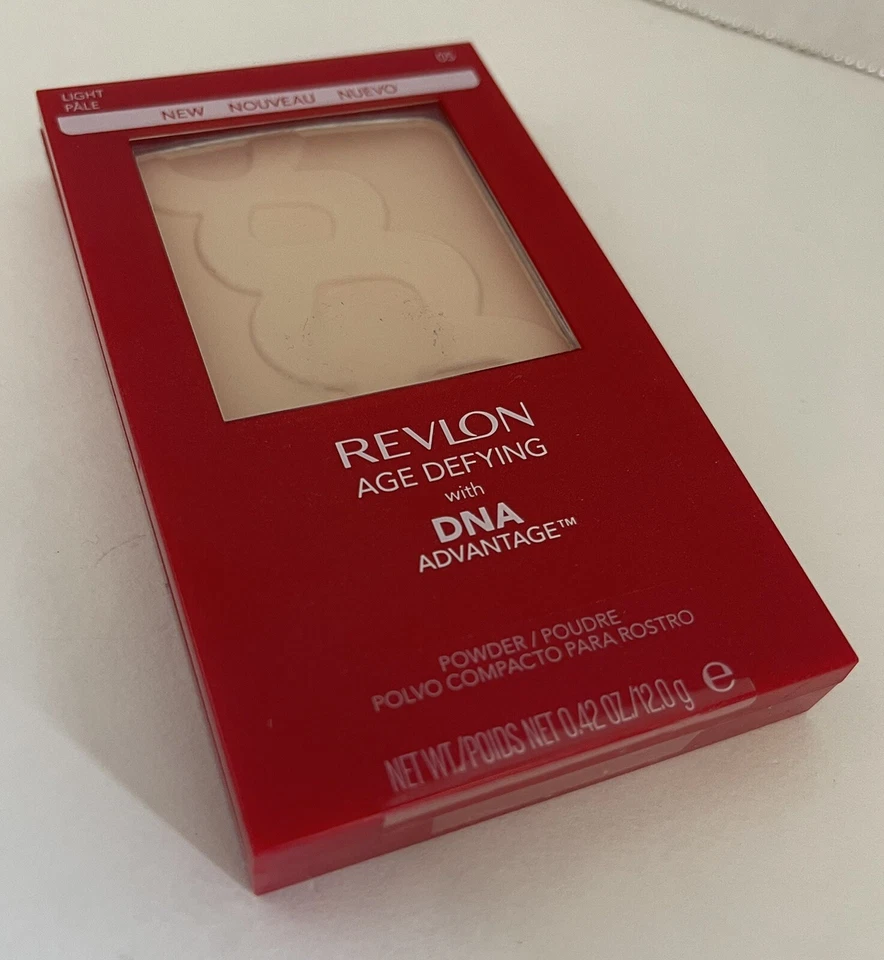 05
LIGHT
PÂLE
NEW NOUVEAU NUEVO
REVLON
AGE DEFYING
with
DNA
ADVANTAGE™
POWDER / POUDRE
POLVO COMPACTO PARA ROSTRO
NET WT./POIDS NET 0.42 OZ./12.0 g ℮